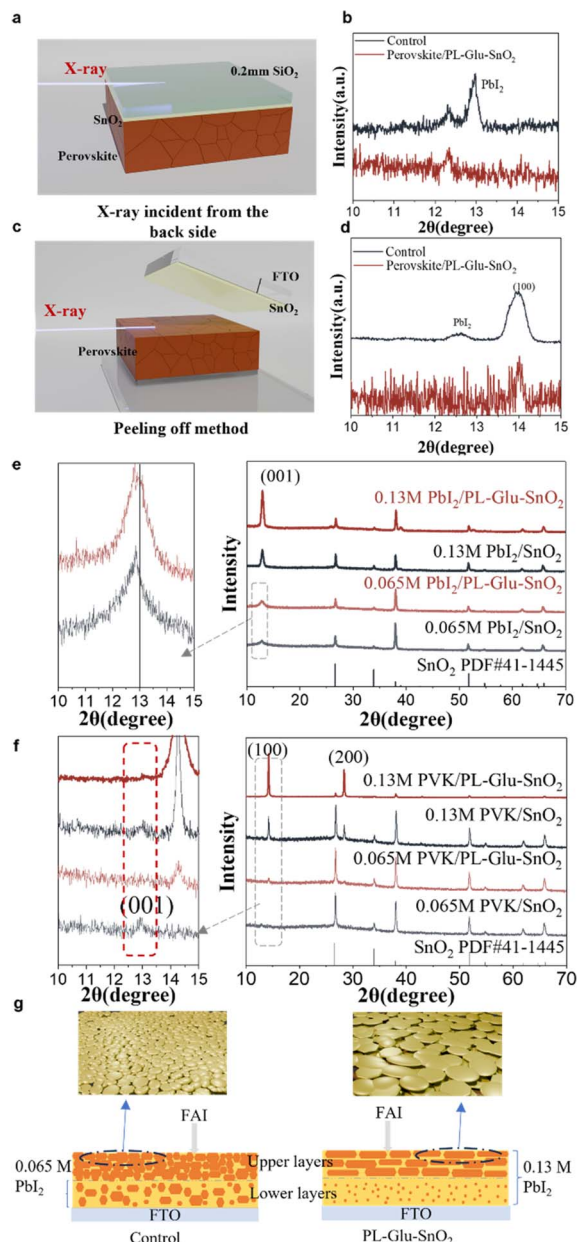 a
X-ray
0.2mm SiO₂
SnO₂
Perovskite
X-ray incident from the
back side
b
Control
Perovskite/PL-Glu-SnO₂
PbI₂
Intensity(a.u.)
10 11 12 13 14 15
2θ(degree)
c
FTO
SnO₂
X-ray
Perovskite
Peeling off method
d
Control
Perovskite/PL-Glu-SnO₂
(100)
PbI₂
Intensity(a.u.)
10 11 12 13 14 15
2θ(degree)
e
10 11 12 13 14 15
2θ(degree)
(001)
0.13M PbI₂/PL-Glu-SnO₂
0.13M PbI₂/SnO₂
0.065M PbI₂/PL-Glu-SnO₂
0.065M PbI₂/SnO₂
SnO₂ PDF#41-1445
Intensity
10 20 30 40 50 60 70
2θ(degree)
f
(001)
10 11 12 13 14 15
2θ(degree)
(100) (200)
0.13M PVK/PL-Glu-SnO₂
0.13M PVK/SnO₂
0.065M PVK/PL-Glu-SnO₂
0.065M PVK/SnO₂
SnO₂ PDF#41-1445
Intensity
10 20 30 40 50 60 70
2θ(degree)
g
FAI
FAI
0.065 M
PbI₂
Upper layers
Lower layers
0.13 M
PbI₂
FTO
FTO
Control
PL-Glu-SnO₂